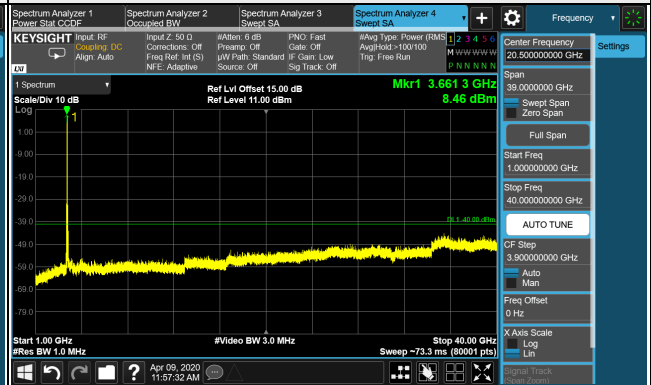 Spectrum Analyzer 1
Power Stat CCDF
Spectrum Analyzer 2
Occupied BW
Spectrum Analyzer 3
Swept SA
Spectrum Analyzer 4
Swept SA
Frequency
KEYSIGHT
LXI
Input: RF
Coupling: DC
Align: Auto
Input Z: 50 Ω
Corrections: Off
Freq Ref: Int (S)
NFE: Adaptive
#Atten: 6 dB
Preamp: Off
µW Path: Standard
Source: Off
PNO: Fast
Gate: Off
IF Gain: Low
Sig Track: Off
#Avg Type: Power (RMS
Avg|Hold:>100/100
Trig: Free Run
1 2 3 4 5 6
M W W W W W
P N N N N N
Center Frequency
20.500000000 GHz
Settings
Span
39.0000000 GHz
Swept Span
Zero Span
Full Span
Start Freq
1.000000000 GHz
Stop Freq
40.000000000 GHz
AUTO TUNE
CF Step
3.900000000 GHz
Auto
Man
Freq Offset
0 Hz
X Axis Scale
Log
Lin
Signal Track
(Span Zoom)
1 Spectrum
Scale/Div 10 dB
Log
Ref Lvl Offset 15.00 dB
Ref Level 11.00 dBm
Mkr1 3.661 3 GHz
8.46 dBm
1
1.00
-9.00
-19.0
-29.0
-39.0
DL1 -40.00 dBm
-49.0
-59.0
-69.0
-79.0
Start 1.00 GHz
#Res BW 1.0 MHz
#Video BW 3.0 MHz
Stop 40.00 GHz
Sweep ~73.3 ms (80001 pts)
?
Apr 09, 2020
11:57:32 AM